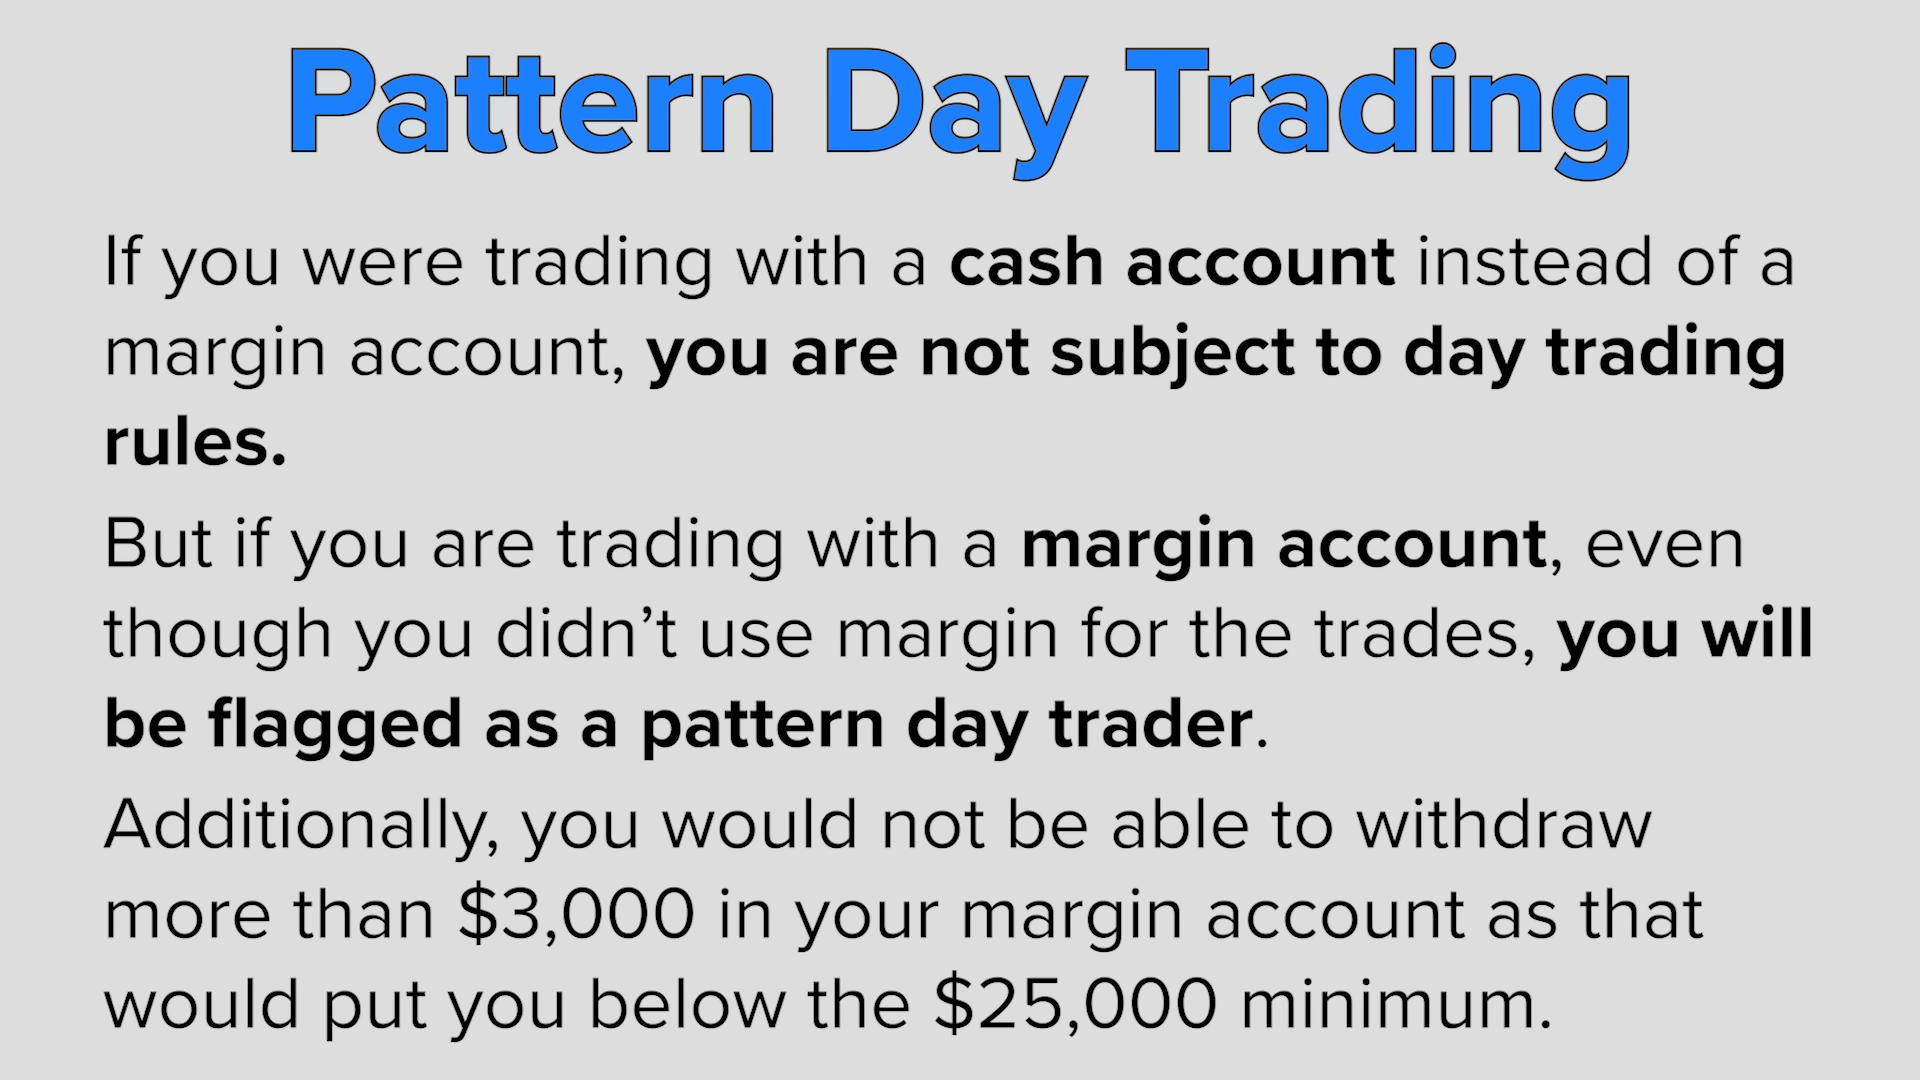 Pattern Day Trading
If you were trading with a cash account instead of a
margin account, you are not subject to day trading
rules.
But if you are trading with a margin account, even
though you didn’t use margin for the trades, you will
be flagged as a pattern day trader.
Additionally, you would not be able to withdraw
more than $3,000 in your margin account as that
would put you below the $25,000 minimum.